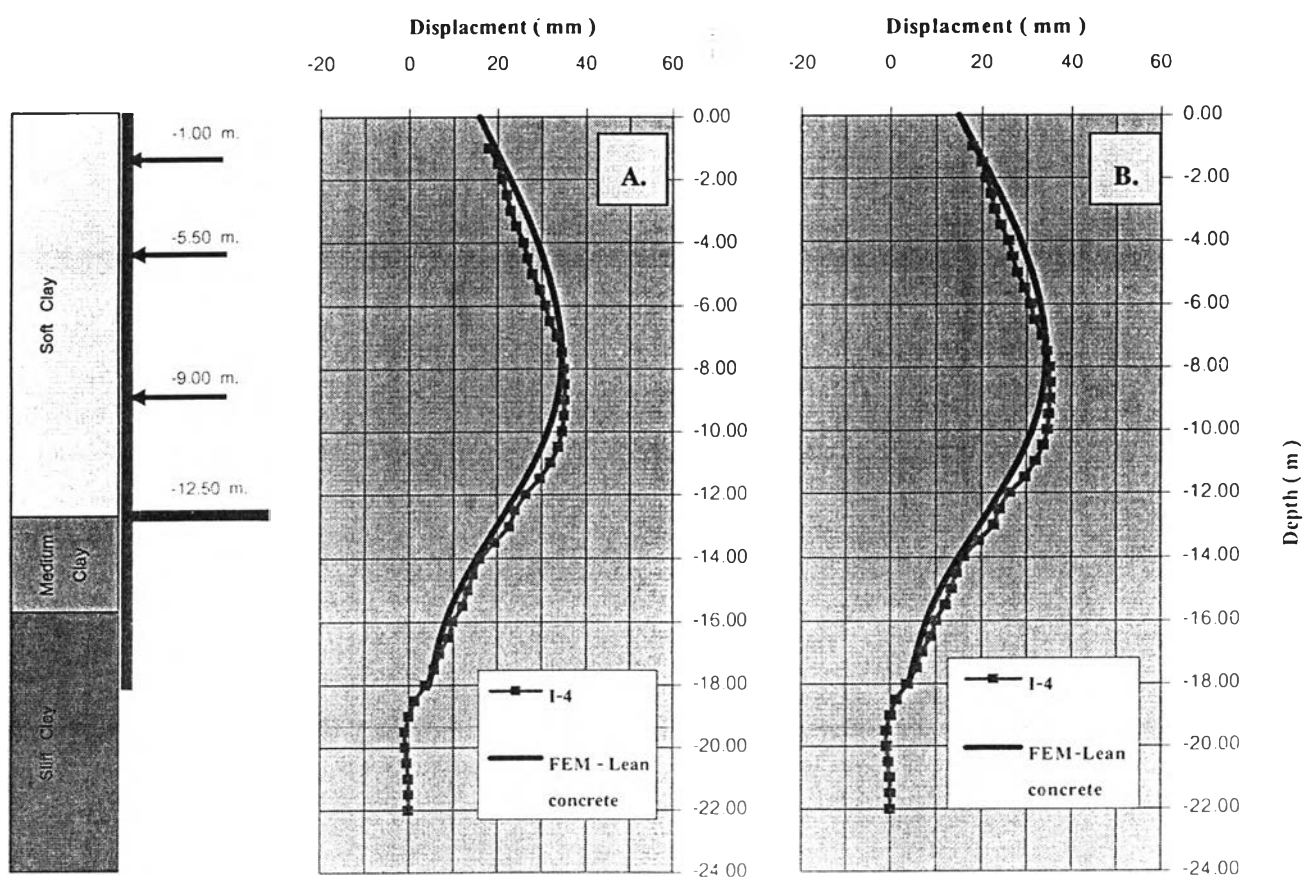 Displacment ( mm )
-20 0 20 40 60
Displacment ( mm )
-20 0 20 40 60
-1.00 m.
-5.50 m.
-9.00 m.
-12.50 m.
Soft Clay
Medium
Clay
Stiff Clay
A.
0.00
-2.00
-4.00
-6.00
-8.00
-10.00
-12.00
-14.00
-16.00
-18.00
-20.00
-22.00
-24.00
I-4
FEM - Lean
concrete
B.
0.00
-2.00
-4.00
-6.00
-8.00
-10.00
-12.00
-14.00
-16.00
-18.00
-20.00
-22.00
-24.00
I-4
FEM-Lean
concrete
Depth ( m )